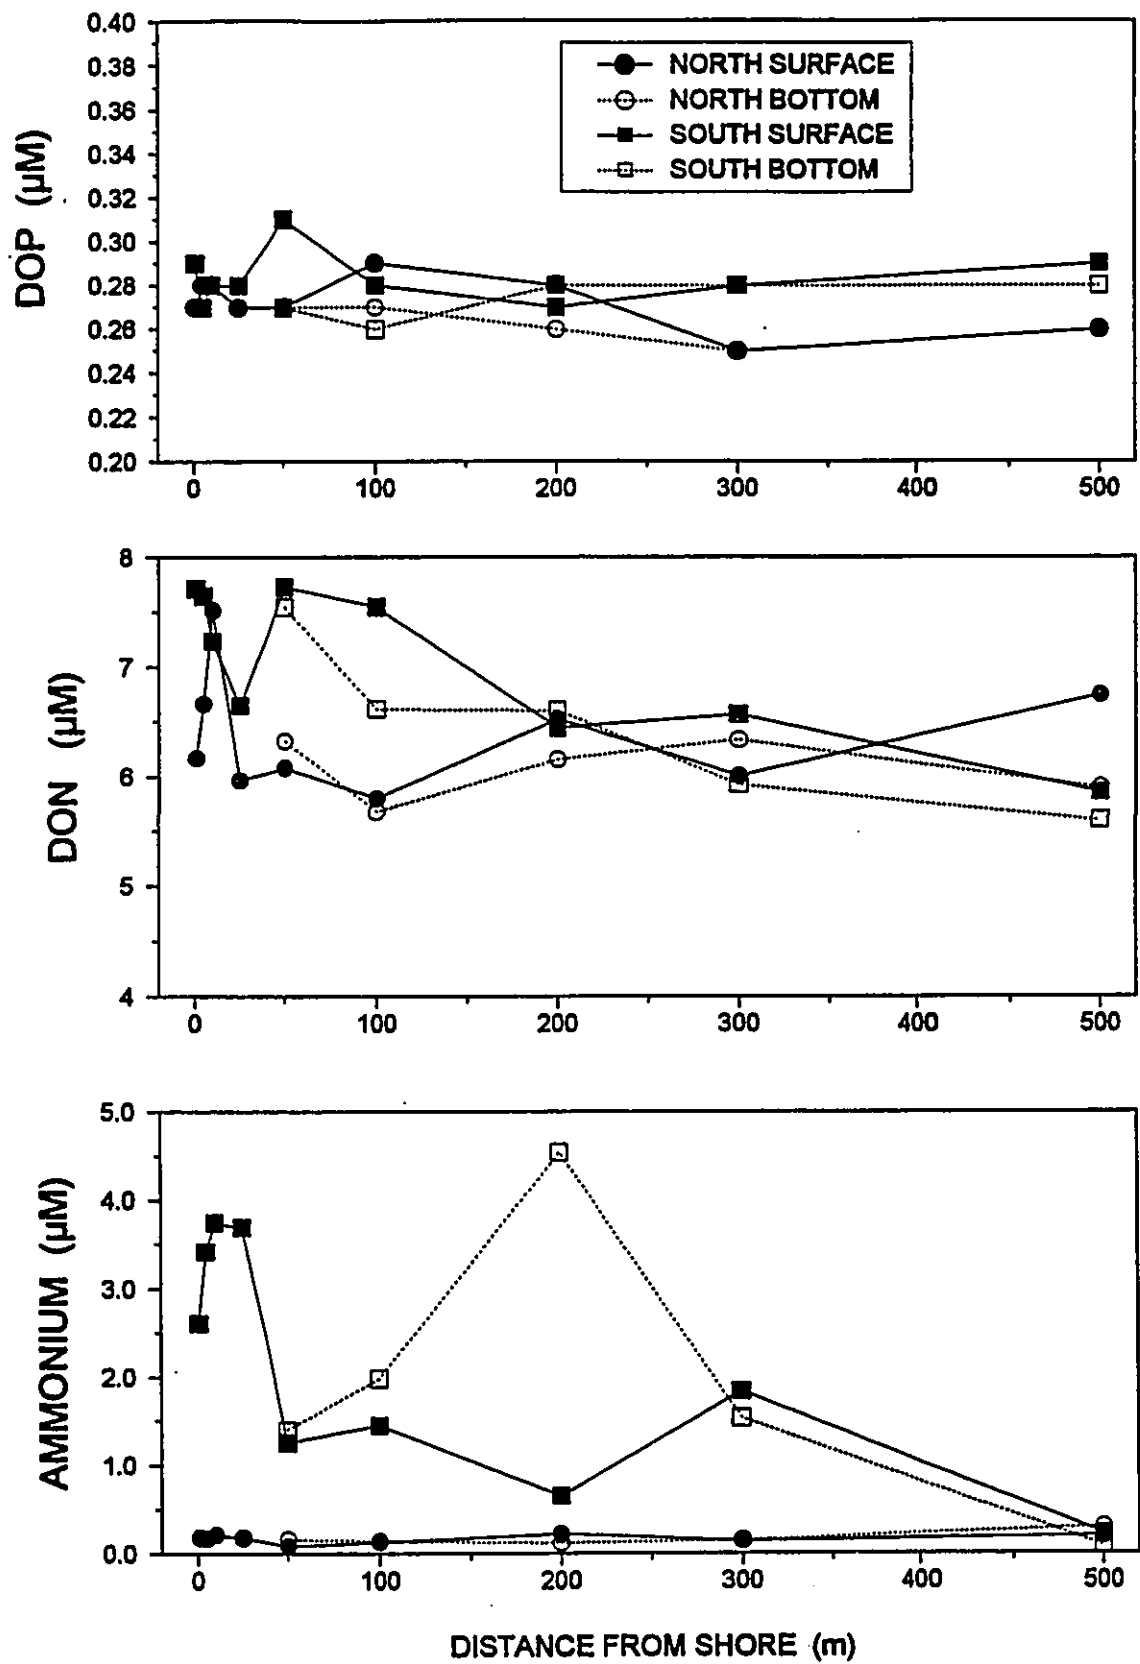 0.40
0.38
0.36
0.34
0.32
0.30
0.28
0.26
0.24
0.22
0.20
DOP (µM)
NORTH SURFACE
NORTH BOTTOM
SOUTH SURFACE
SOUTH BOTTOM
0 100 200 300 400 500
8
7
6
5
4
DON (µM)
0 100 200 300 400 500
5.0
4.0
3.0
2.0
1.0
0.0
AMMONIUM (µM)
0 100 200 300 400 500
DISTANCE FROM SHORE (m)